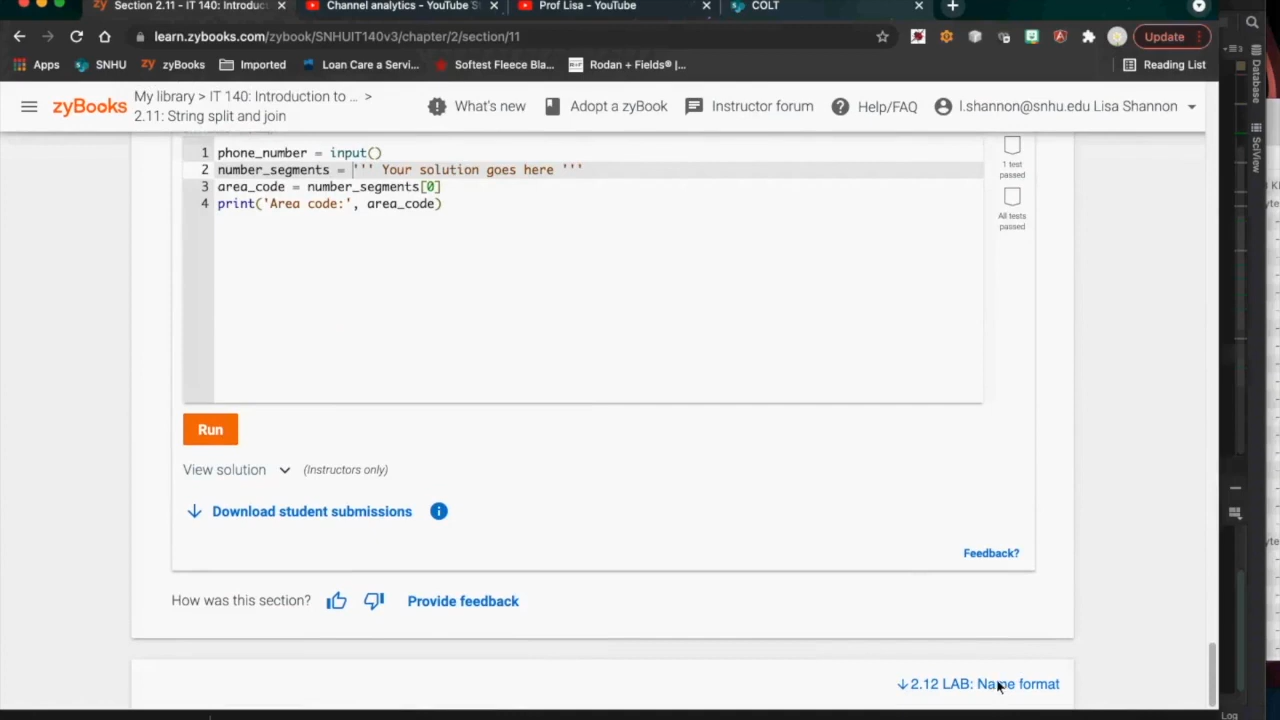 Section 2.11 - IT 140: Introduct
Channel analytics - YouTube St
Prof Lisa - YouTube
COLT
learn.zybooks.com/zybook/SNHUIT140v3/chapter/2/section/11
Update
Apps
SNHU
zyBooks
Imported
Loan Care a Servi...
Softest Fleece Bla...
Rodan + Fields® |...
Reading List
zyBooks
My library > IT 140: Introduction to ... >
2.11: String split and join
What's new
Adopt a zyBook
Instructor forum
Help/FAQ
l.shannon@snhu.edu Lisa Shannon
1 phone_number = input()
2 number_segments = ''' Your solution goes here '''
3 area_code = number_segments[0]
4 print('Area code:', area_code)
1 test
passed
All tests
passed
Run
View solution (Instructors only)
Download student submissions
Feedback?
How was this section?
Provide feedback
2.12 LAB: Name format
Database
SciView
Log